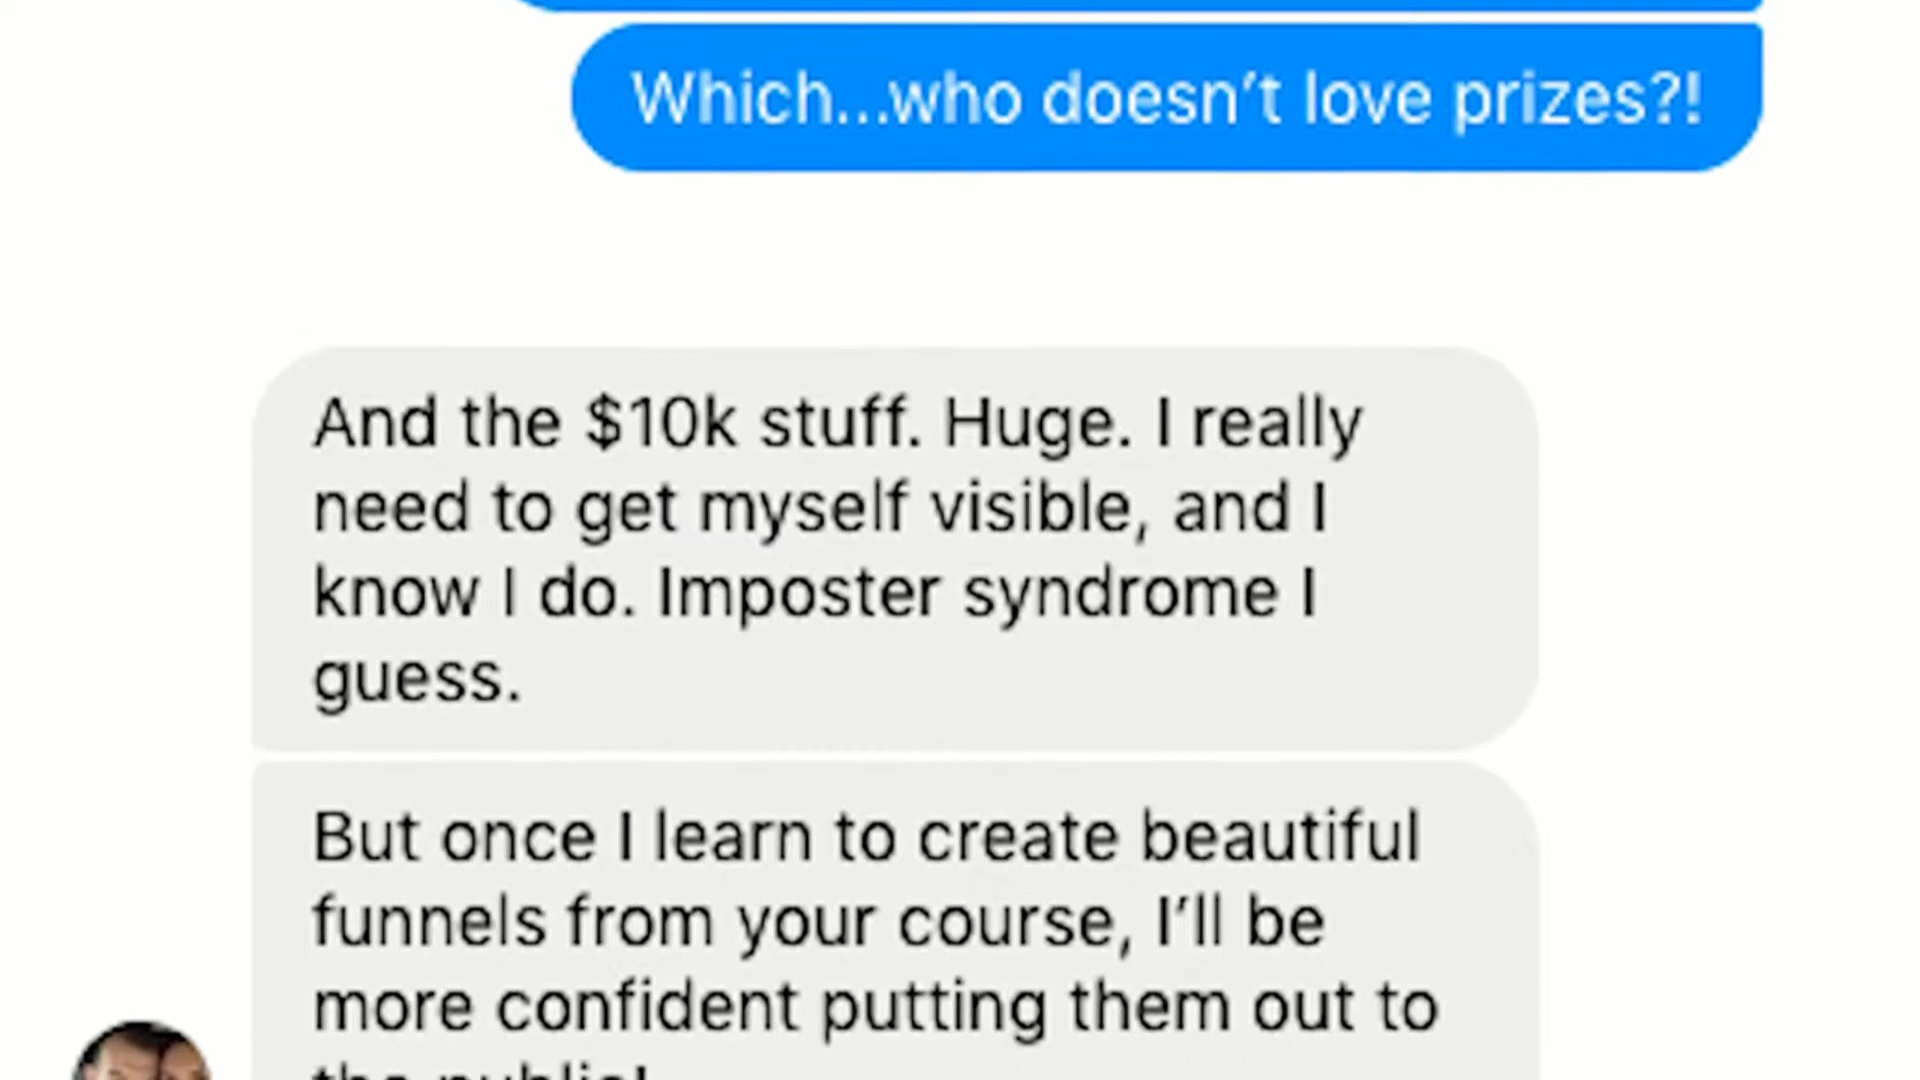 Which...who doesn’t love prizes?!
And the $10k stuff. Huge. I really
need to get myself visible, and I
know I do. Imposter syndrome I
guess.
But once I learn to create beautiful
funnels from your course, I’ll be
more confident putting them out to
the public!